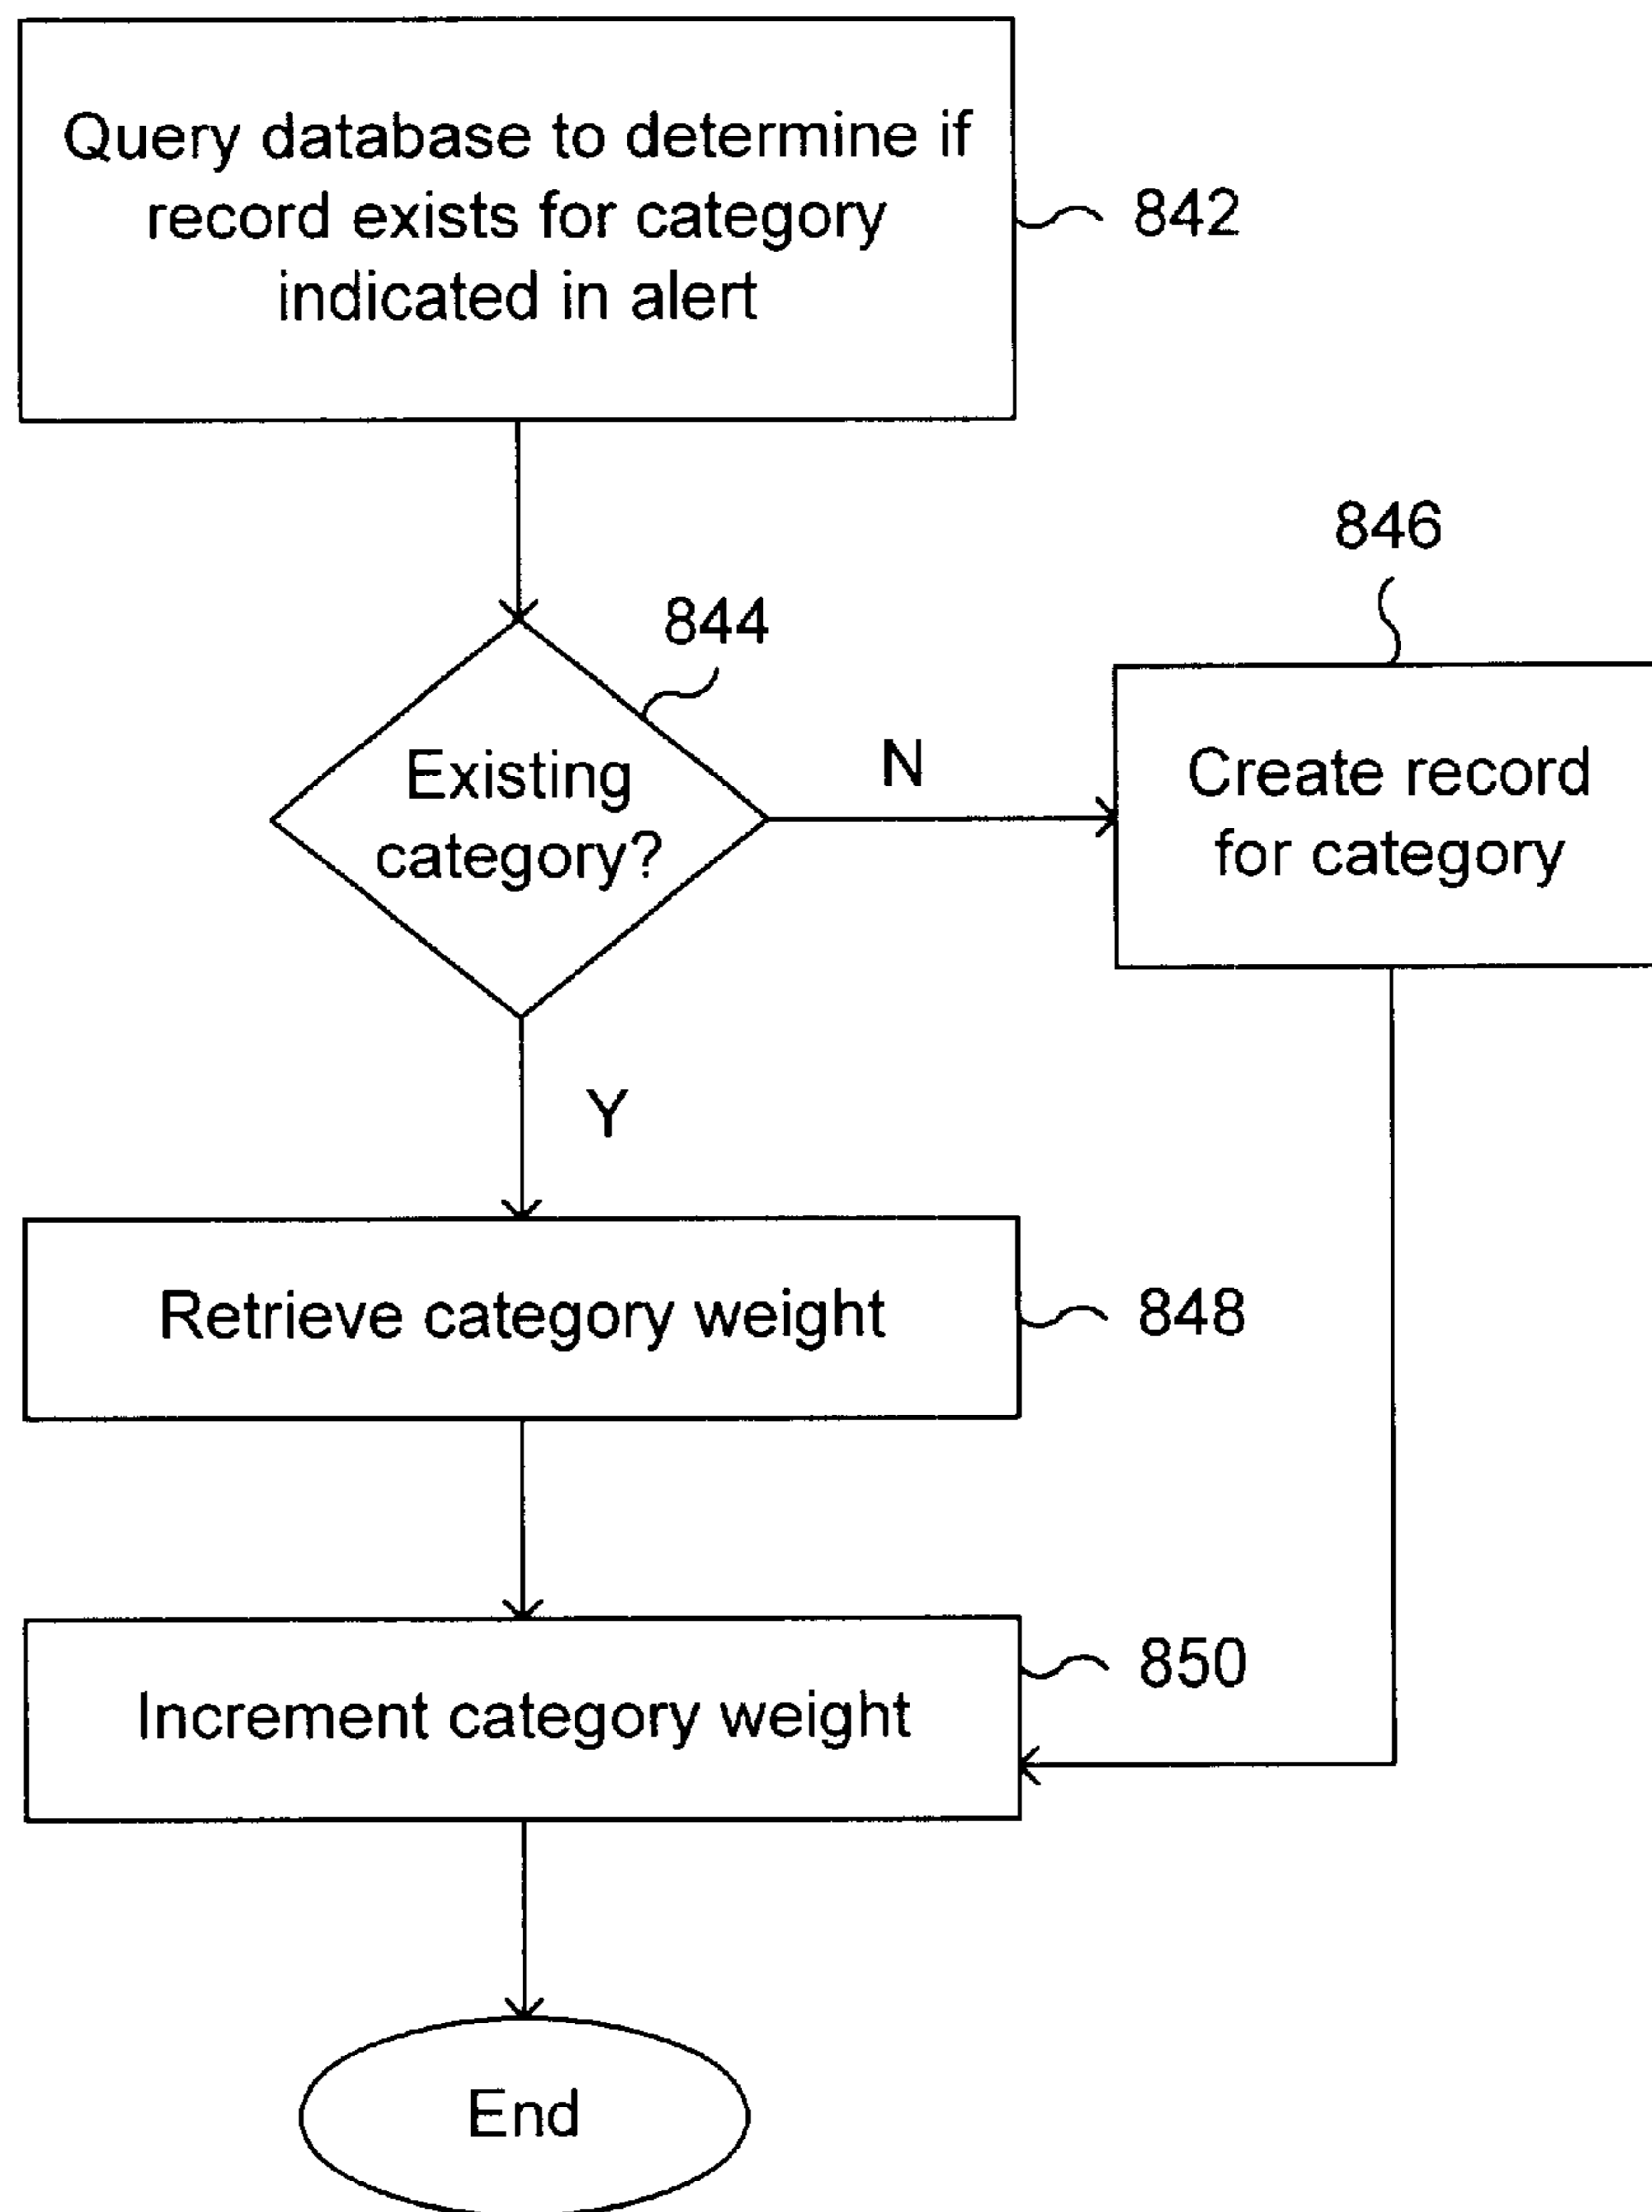 Query database to determine if
record exists for category
indicated in alert
842
844
Existing
category?
N
846
Create record
for category
Y
Retrieve category weight
848
Increment category weight
850
End